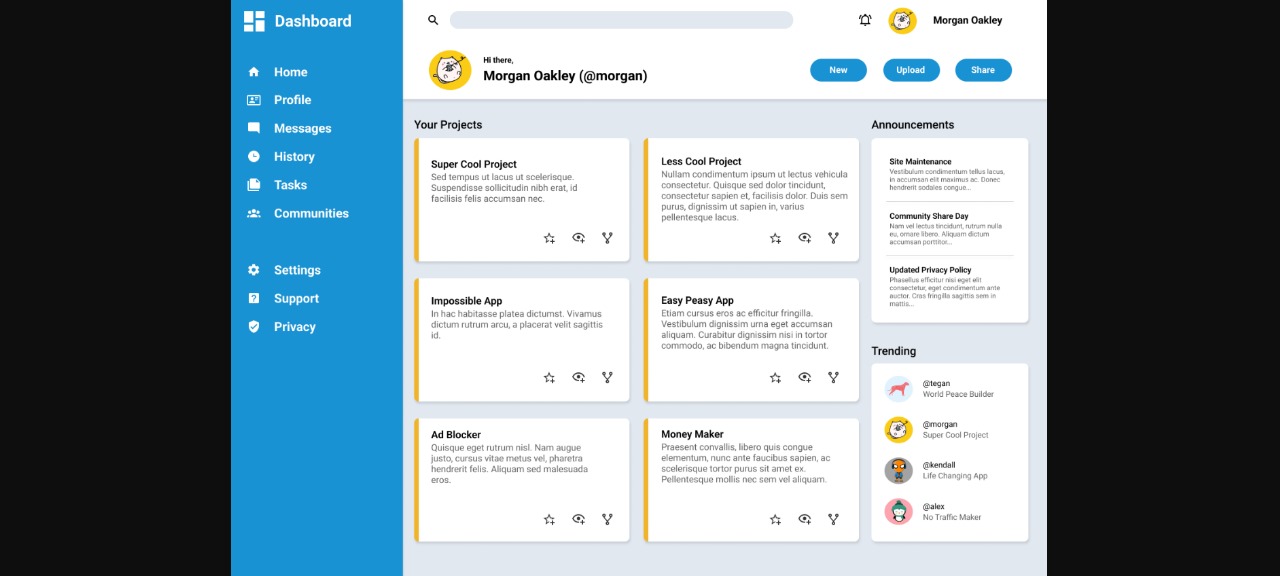 Dashboard
Home
Profile
Messages
History
Tasks
Communities
Settings
Support
Privacy
Morgan Oakley
Hi there,
Morgan Oakley (@morgan)
New
Upload
Share
Your Projects
Super Cool Project
Sed tempus ut lacus ut scelerisque.
Suspendisse sollicitudin nibh erat, id
facilisis felis accumsan nec.
Less Cool Project
Nullam condimentum ipsum ut lectus vehicula
consectetur. Quisque sed dolor tincidunt,
consectetur sapien et, facilisis dolor. Duis sem
purus, dignissim ut sapien in, varius
pellentesque lacus.
Impossible App
In hac habitasse platea dictumst. Vivamus
dictum rutrum arcu, a placerat velit sagittis
id.
Easy Peasy App
Etiam cursus eros ac efficitur fringilla.
Vestibulum dignissim urna eget accumsan
aliquam. Curabitur dignissim nisi in tortor
commodo, ac bibendum magna tincidunt.
Ad Blocker
Quisque eget rutrum nisl. Nam augue
justo, cursus vitae metus vel, pharetra
hendrerit felis. Aliquam sed malesuada
eros.
Money Maker
Praesent convallis, libero quis congue
elementum, nunc ante faucibus sapien, ac
scelerisque tortor purus sit amet ex.
Pellentesque mollis nec sem vel aliquam.
Announcements
Site Maintenance
Vestibulum condimentum tellus lacus,
in accumsan elit maximus ac. Donec
hendrerit sodales congue...
Community Share Day
Nam vel lectus tincidunt, rutrum nulla
eu, ornare libero. Aliquam dictum
accumsan porttitor...
Updated Privacy Policy
Phasellus efficitur nisi eget elit
consectetur, eget condimentum ante
auctor. Cras fringilla sagittis sem in
mattis...
Trending
@tegan
World Peace Builder
@morgan
Super Cool Project
@kendall
Life Changing App
@alex
No Traffic Maker